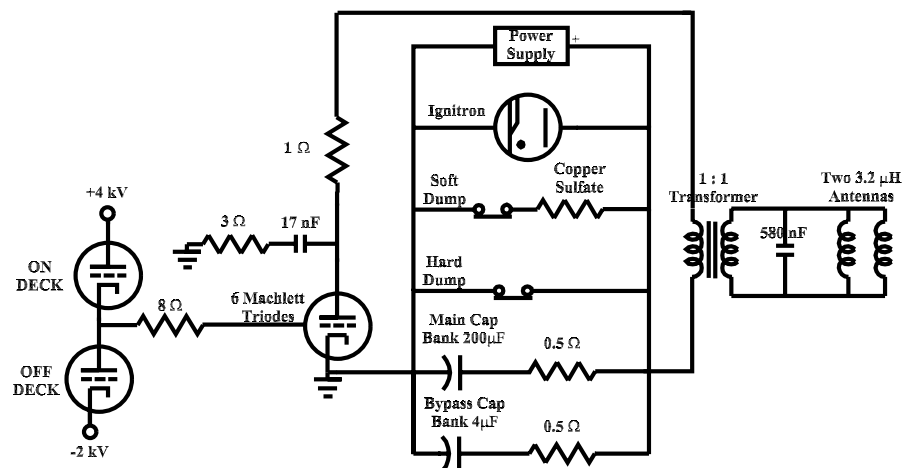 Power
Supply
+
Ignitron
1 Ω
Copper
Sulfate
Soft
Dump
1 : 1
Transformer
Two 3.2 μH
Antennas
+4 kV
3 Ω
17 nF
580 nF
ON
DECK
Hard
Dump
8 Ω
6 Machlett
Triodes
Main Cap
Bank 200μF
0.5 Ω
OFF
DECK
Bypass Cap
Bank 4μF
0.5 Ω
-2 kV